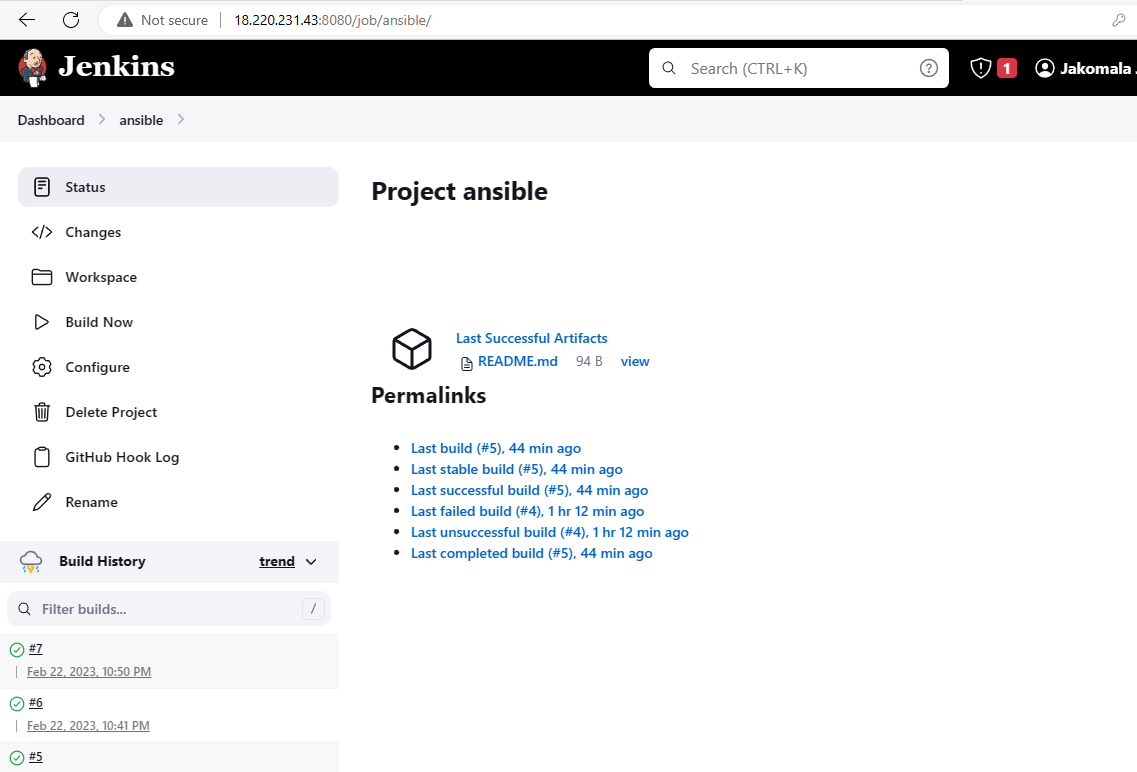 Not secure | 18.220.231.43:8080/job/ansible/
Jenkins
Search (CTRL+K)
?
1
Jakomala
Dashboard
ansible
Status
Changes
Workspace
Build Now
Configure
Delete Project
GitHub Hook Log
Rename
Build History
trend
Filter builds...
/
#7
| Feb 22, 2023, 10:50 PM
#6
| Feb 22, 2023, 10:41 PM
#5
Project ansible
Last Successful Artifacts
README.md 94 B view
Permalinks
• Last build (#5), 44 min ago
• Last stable build (#5), 44 min ago
• Last successful build (#5), 44 min ago
• Last failed build (#4), 1 hr 12 min ago
• Last unsuccessful build (#4), 1 hr 12 min ago
• Last completed build (#5), 44 min ago